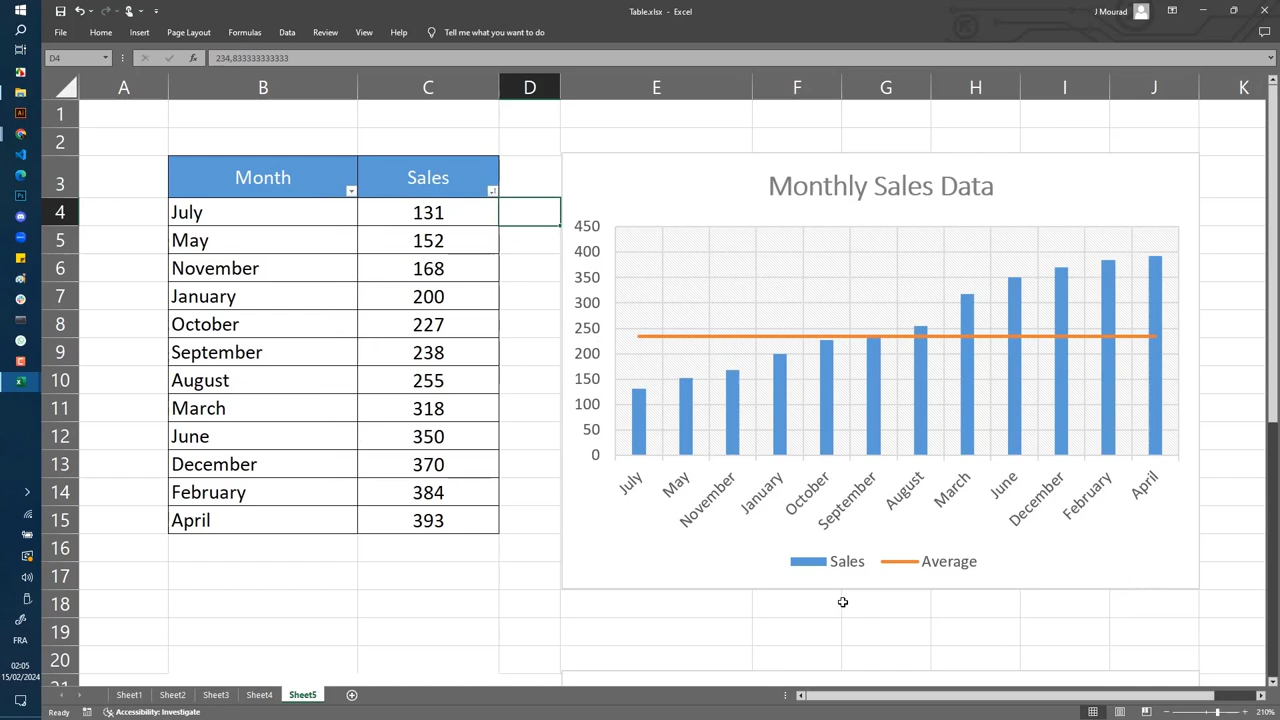 Table.xlsx - Excel
J Mourad
File Home Insert Page Layout Formulas Data Review View Help Tell me what you want to do
D4 fx 234,833333333333
A B C D E F G H I J K
1
2
3 Month Sales
4 July 131
5 May 152
6 November 168
7 January 200
8 October 227
9 September 238
10 August 255
11 March 318
12 June 350
13 December 370
14 February 384
15 April 393
16
17
18
19
20
21
Monthly Sales Data
450
400
350
300
250
200
150
100
50
0
July May November January October September August March June December February April
Sales Average
FRA
02:05
15/02/2024
Sheet1 Sheet2 Sheet3 Sheet4 Sheet5
Ready Accessibility: Investigate 210%